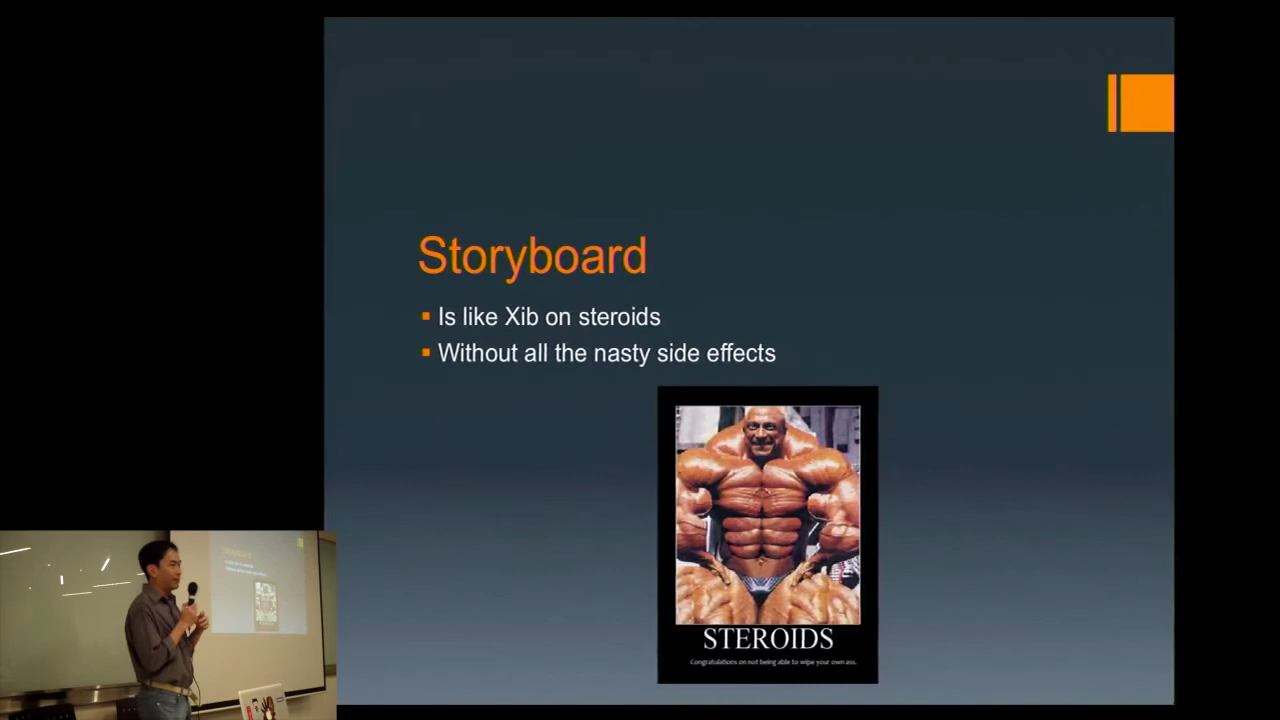 Storyboard
Is like Xib on steroids
Without all the nasty side effects
STEROIDS
Congratulations on not being able to wipe your own ass.